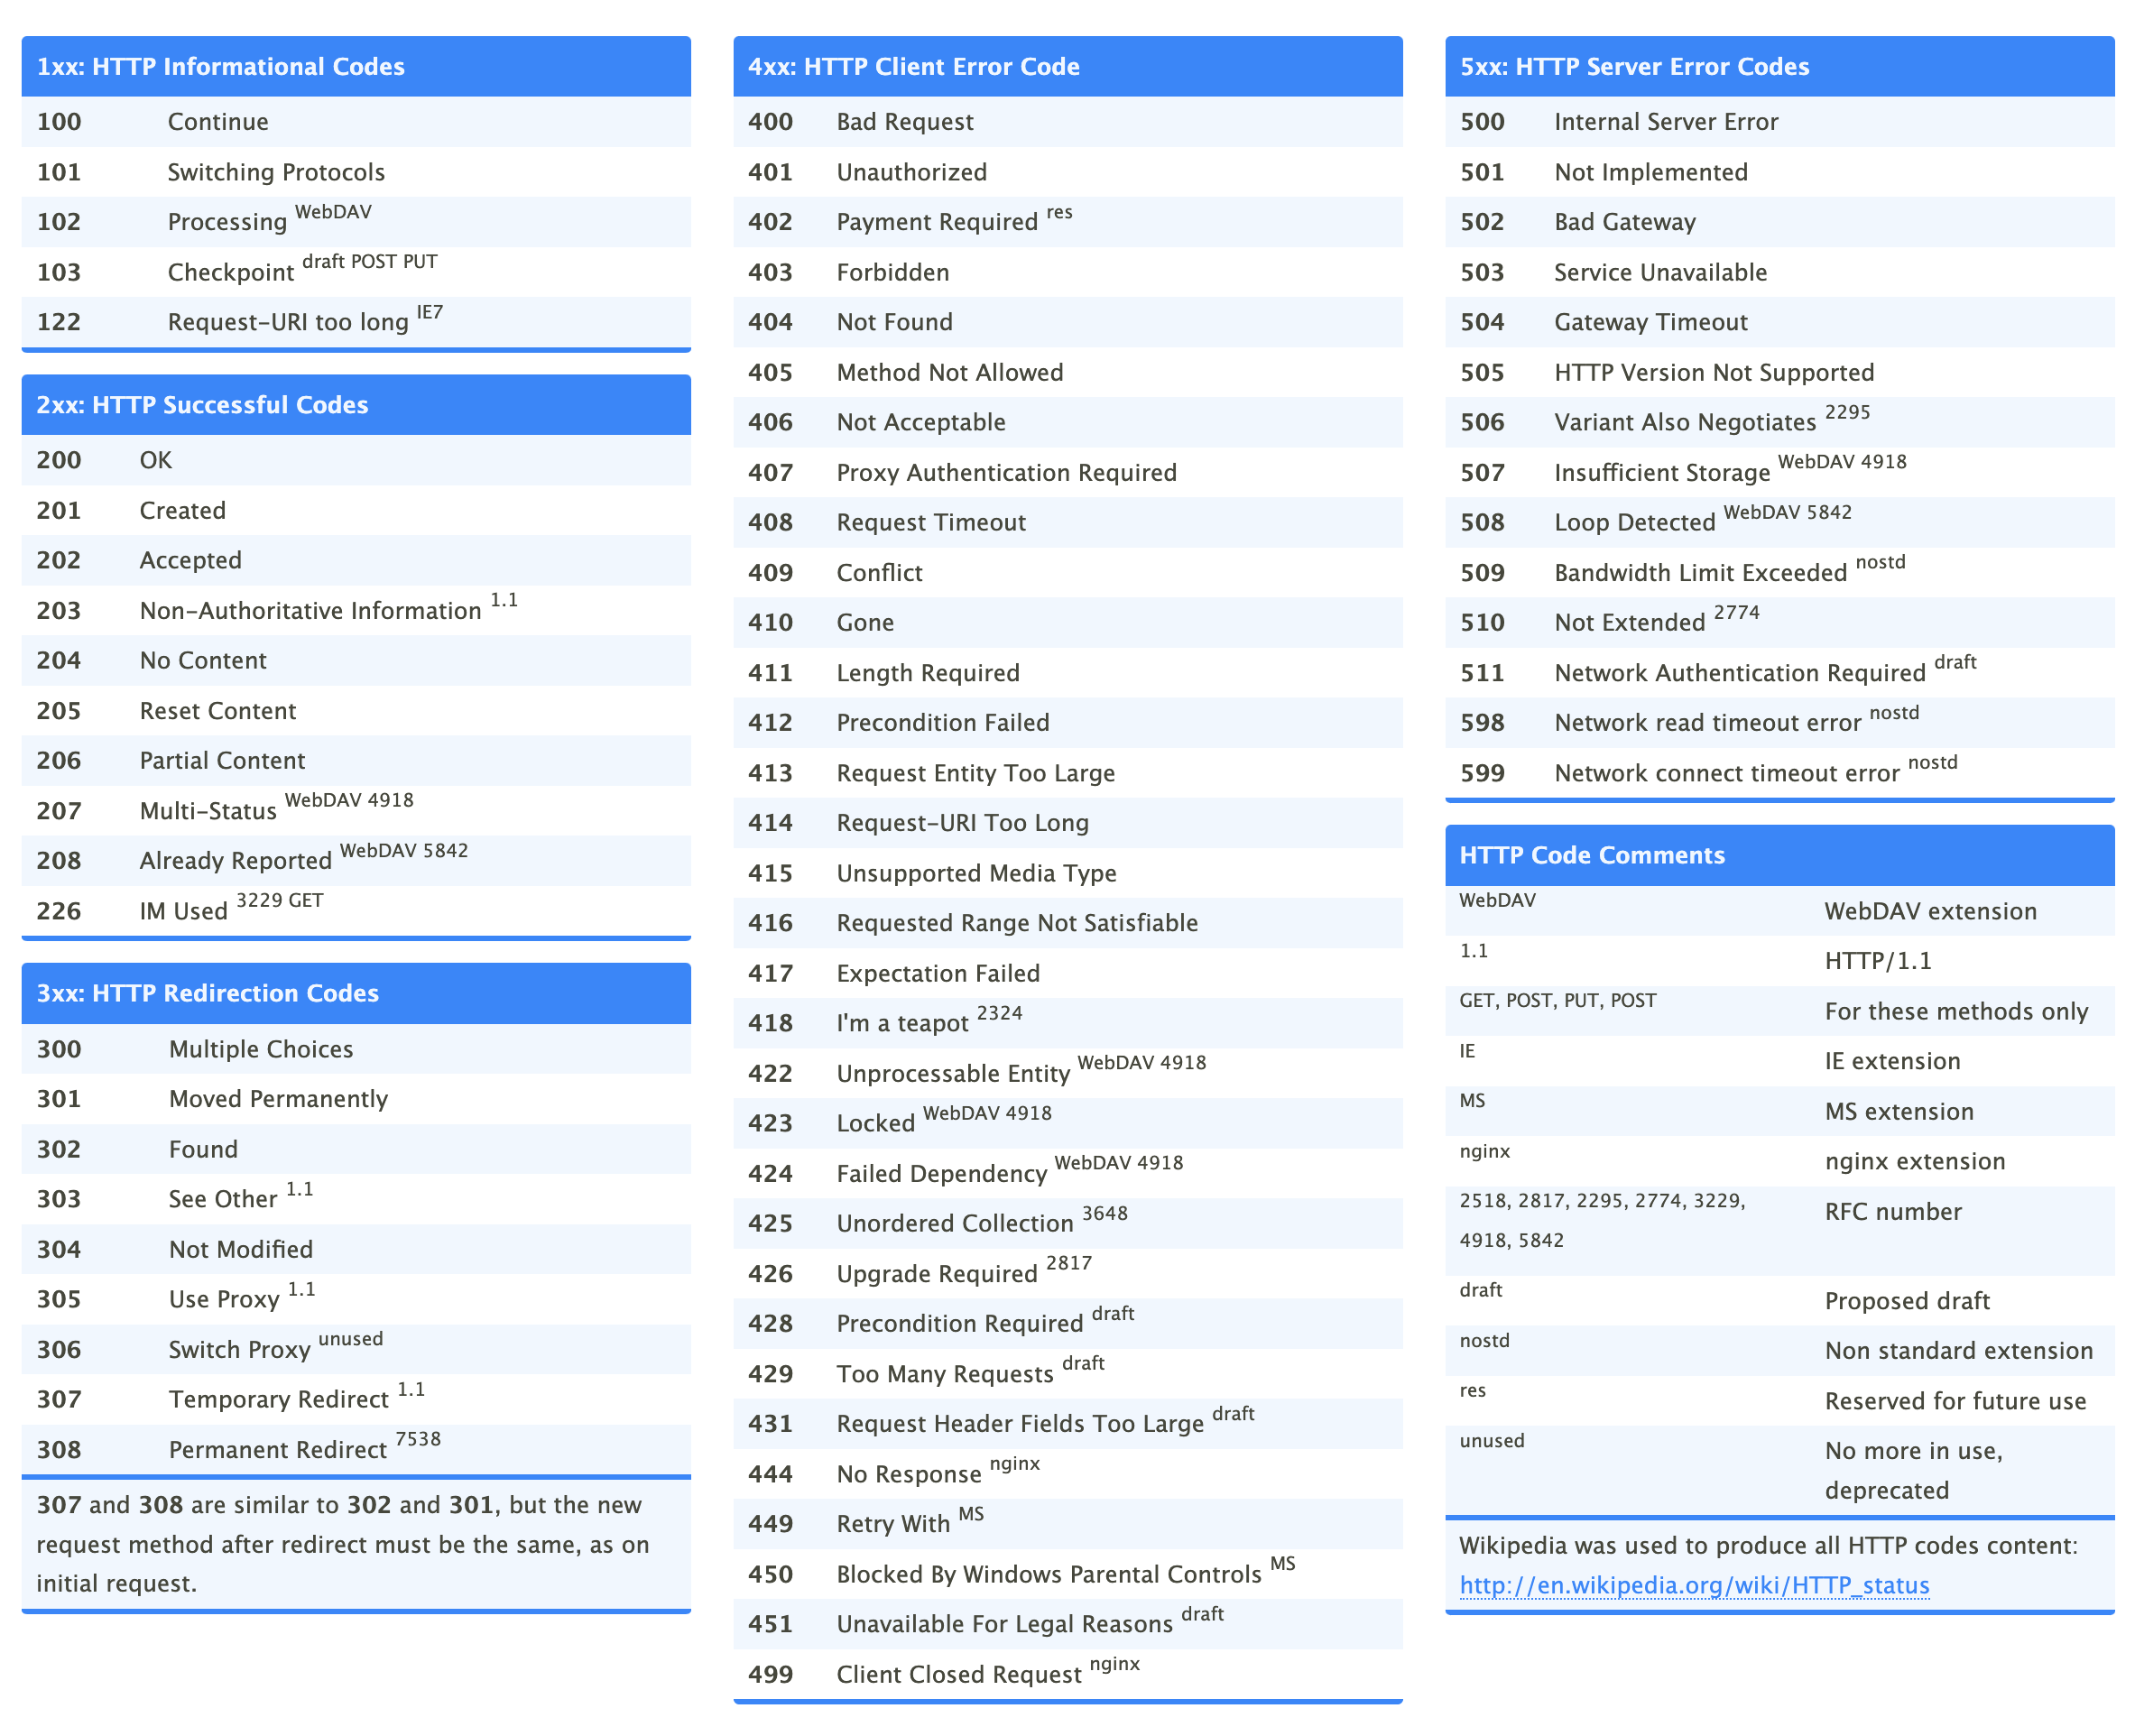 1xx: HTTP Informational Codes
100 Continue
101 Switching Protocols
102 Processing WebDAV
103 Checkpoint draft POST PUT
122 Request-URI too long IE7
2xx: HTTP Successful Codes
200 OK
201 Created
202 Accepted
203 Non-Authoritative Information 1.1
204 No Content
205 Reset Content
206 Partial Content
207 Multi-Status WebDAV 4918
208 Already Reported WebDAV 5842
226 IM Used 3229 GET
3xx: HTTP Redirection Codes
300 Multiple Choices
301 Moved Permanently
302 Found
303 See Other 1.1
304 Not Modified
305 Use Proxy 1.1
306 Switch Proxy unused
307 Temporary Redirect 1.1
308 Permanent Redirect 7538
307 and 308 are similar to 302 and 301, but the new
request method after redirect must be the same, as on
initial request.
4xx: HTTP Client Error Code
400 Bad Request
401 Unauthorized
402 Payment Required res
403 Forbidden
404 Not Found
405 Method Not Allowed
406 Not Acceptable
407 Proxy Authentication Required
408 Request Timeout
409 Conflict
410 Gone
411 Length Required
412 Precondition Failed
413 Request Entity Too Large
414 Request-URI Too Long
415 Unsupported Media Type
416 Requested Range Not Satisfiable
417 Expectation Failed
418 I'm a teapot 2324
422 Unprocessable Entity WebDAV 4918
423 Locked WebDAV 4918
424 Failed Dependency WebDAV 4918
425 Unordered Collection 3648
426 Upgrade Required 2817
428 Precondition Required draft
429 Too Many Requests draft
431 Request Header Fields Too Large draft
444 No Response nginx
449 Retry With MS
450 Blocked By Windows Parental Controls MS
451 Unavailable For Legal Reasons draft
499 Client Closed Request nginx
5xx: HTTP Server Error Codes
500 Internal Server Error
501 Not Implemented
502 Bad Gateway
503 Service Unavailable
504 Gateway Timeout
505 HTTP Version Not Supported
506 Variant Also Negotiates 2295
507 Insufficient Storage WebDAV 4918
508 Loop Detected WebDAV 5842
509 Bandwidth Limit Exceeded nostd
510 Not Extended 2774
511 Network Authentication Required draft
598 Network read timeout error nostd
599 Network connect timeout error nostd
HTTP Code Comments
WebDAV WebDAV extension
1.1 HTTP/1.1
GET, POST, PUT, POST For these methods only
IE IE extension
MS MS extension
nginx nginx extension
2518, 2817, 2295, 2774, 3229, RFC number
4918, 5842
draft Proposed draft
nostd Non standard extension
res Reserved for future use
unused No more in use,
deprecated
Wikipedia was used to produce all HTTP codes content:
http://en.wikipedia.org/wiki/HTTP_status